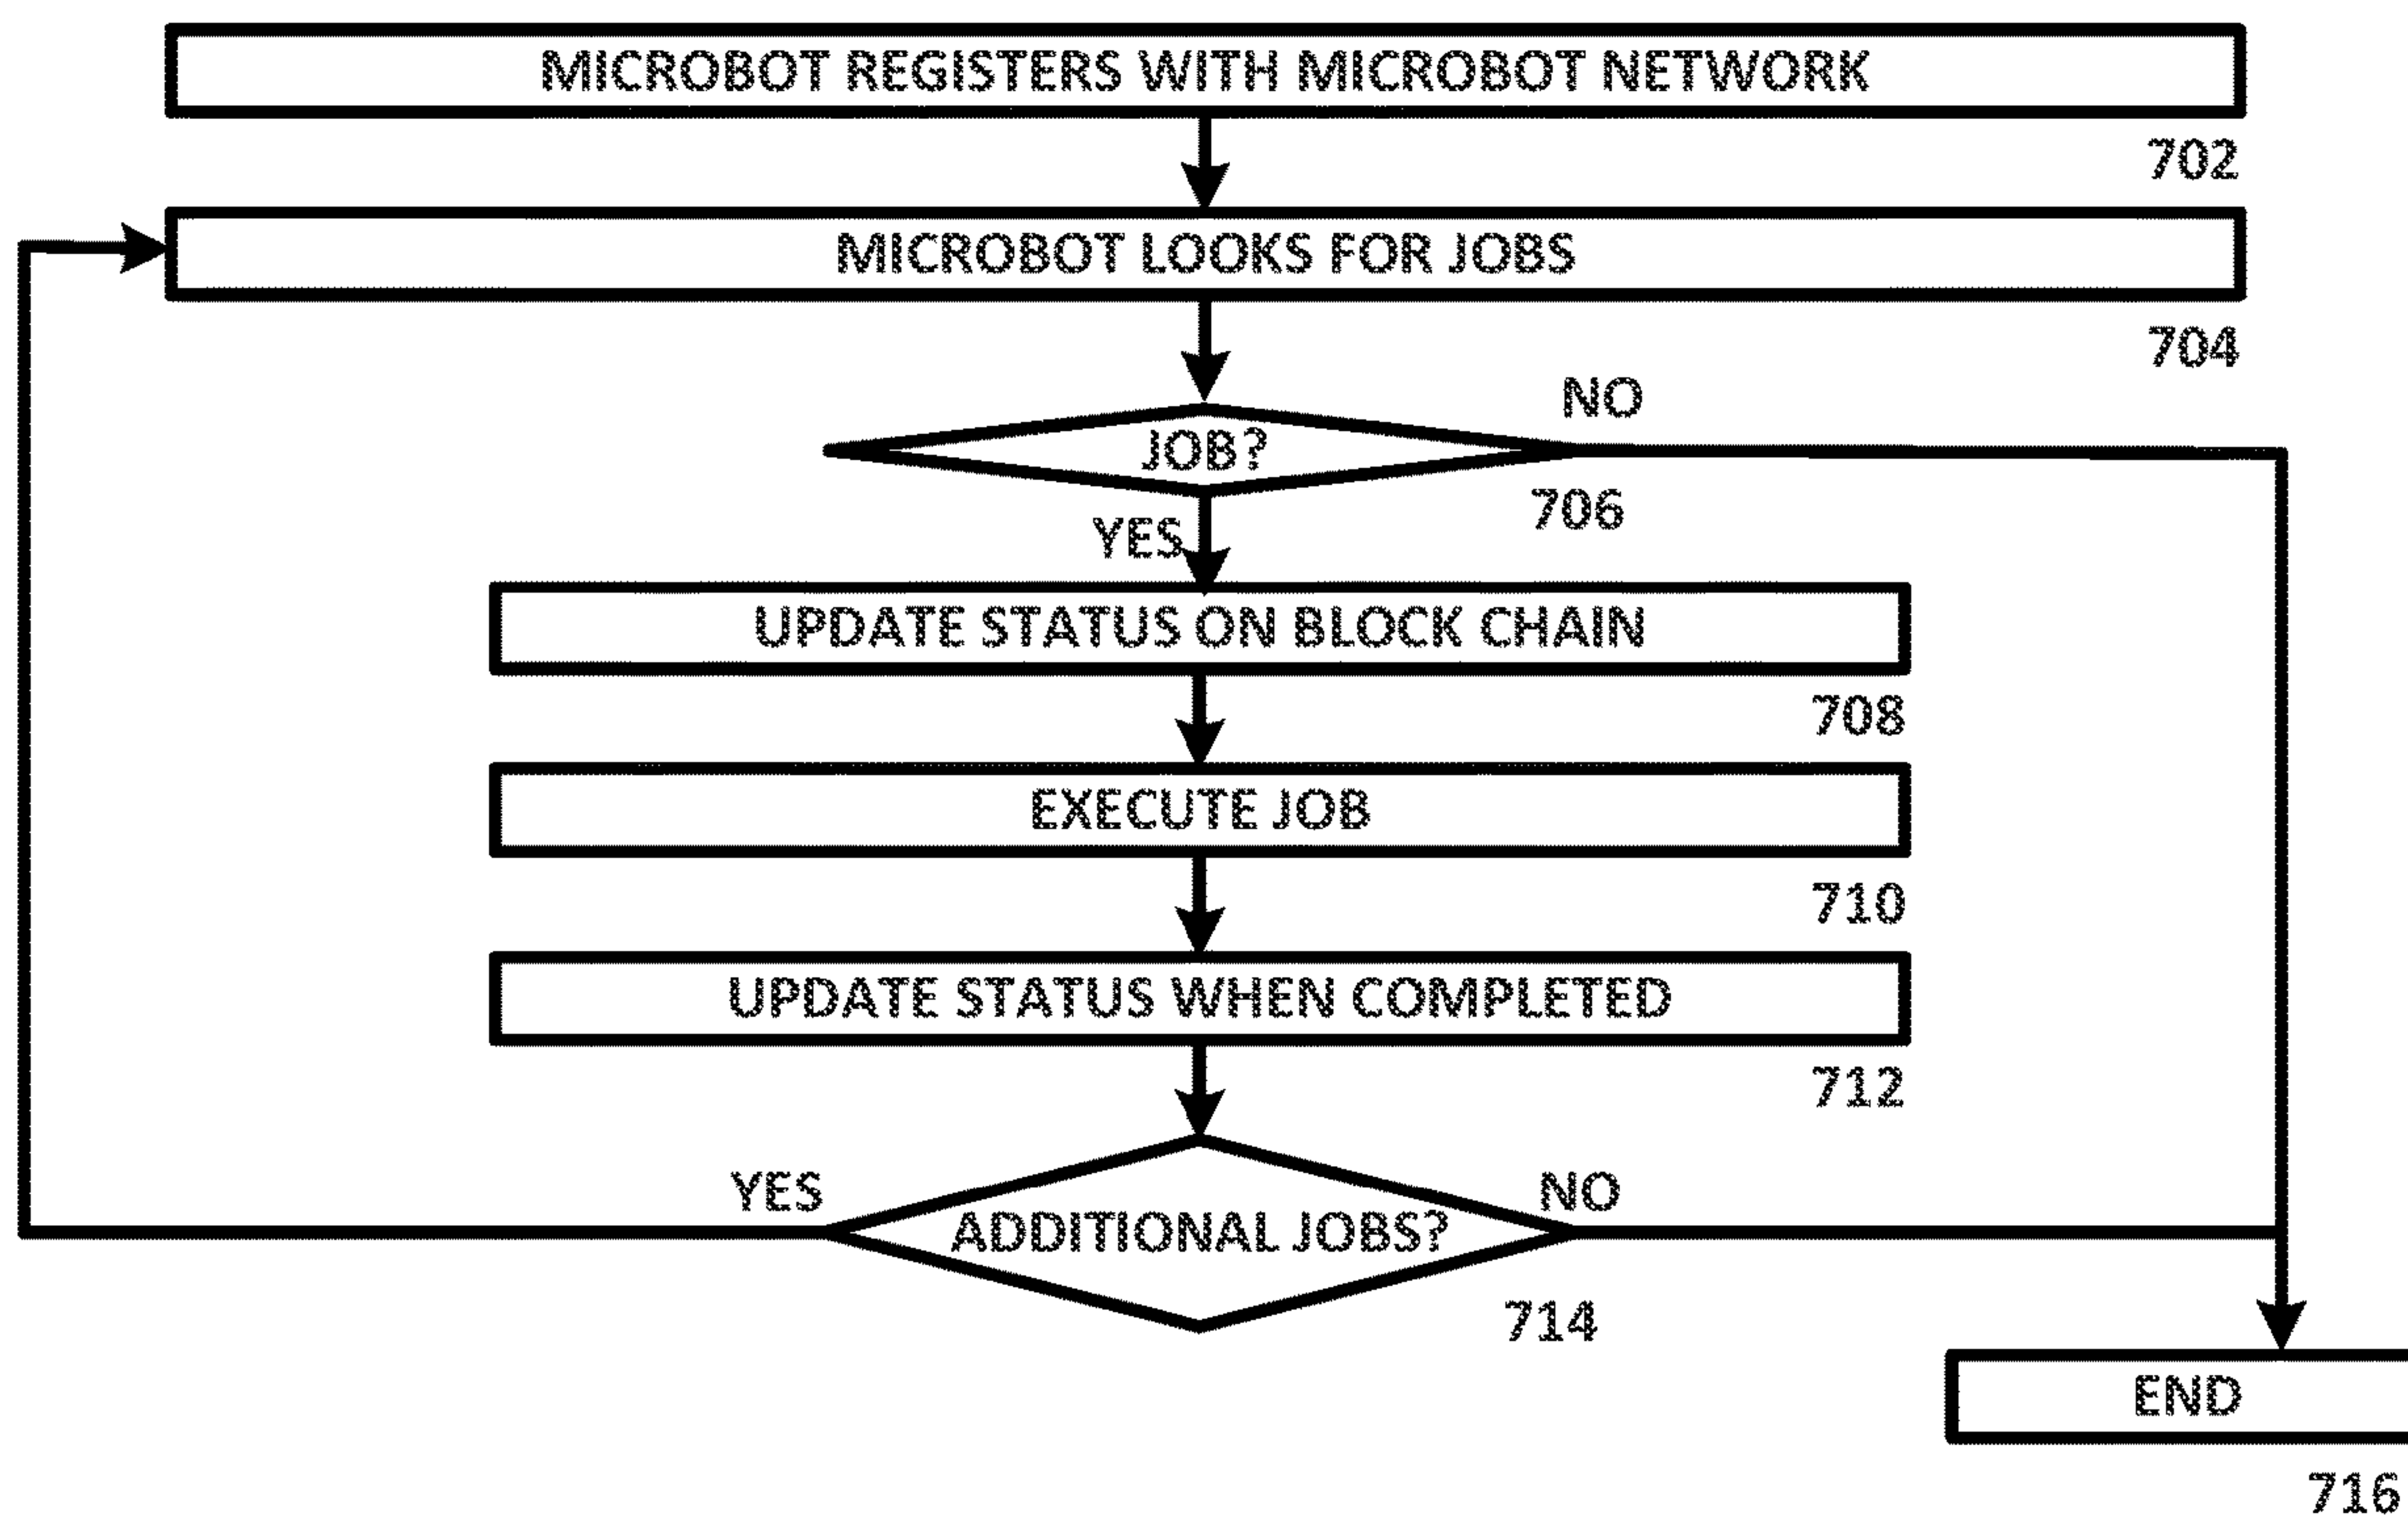 MICROBOT REGISTERS WITH MICROBOT NETWORK
702
MICROBOT LOOKS FOR JOBS
704
NO
JOB?
706
YES
UPDATE STATUS ON BLOCK CHAIN
708
EXECUTE JOB
710
UPDATE STATUS WHEN COMPLETED
712
YES
NO
ADDITIONAL JOBS?
714
END
716